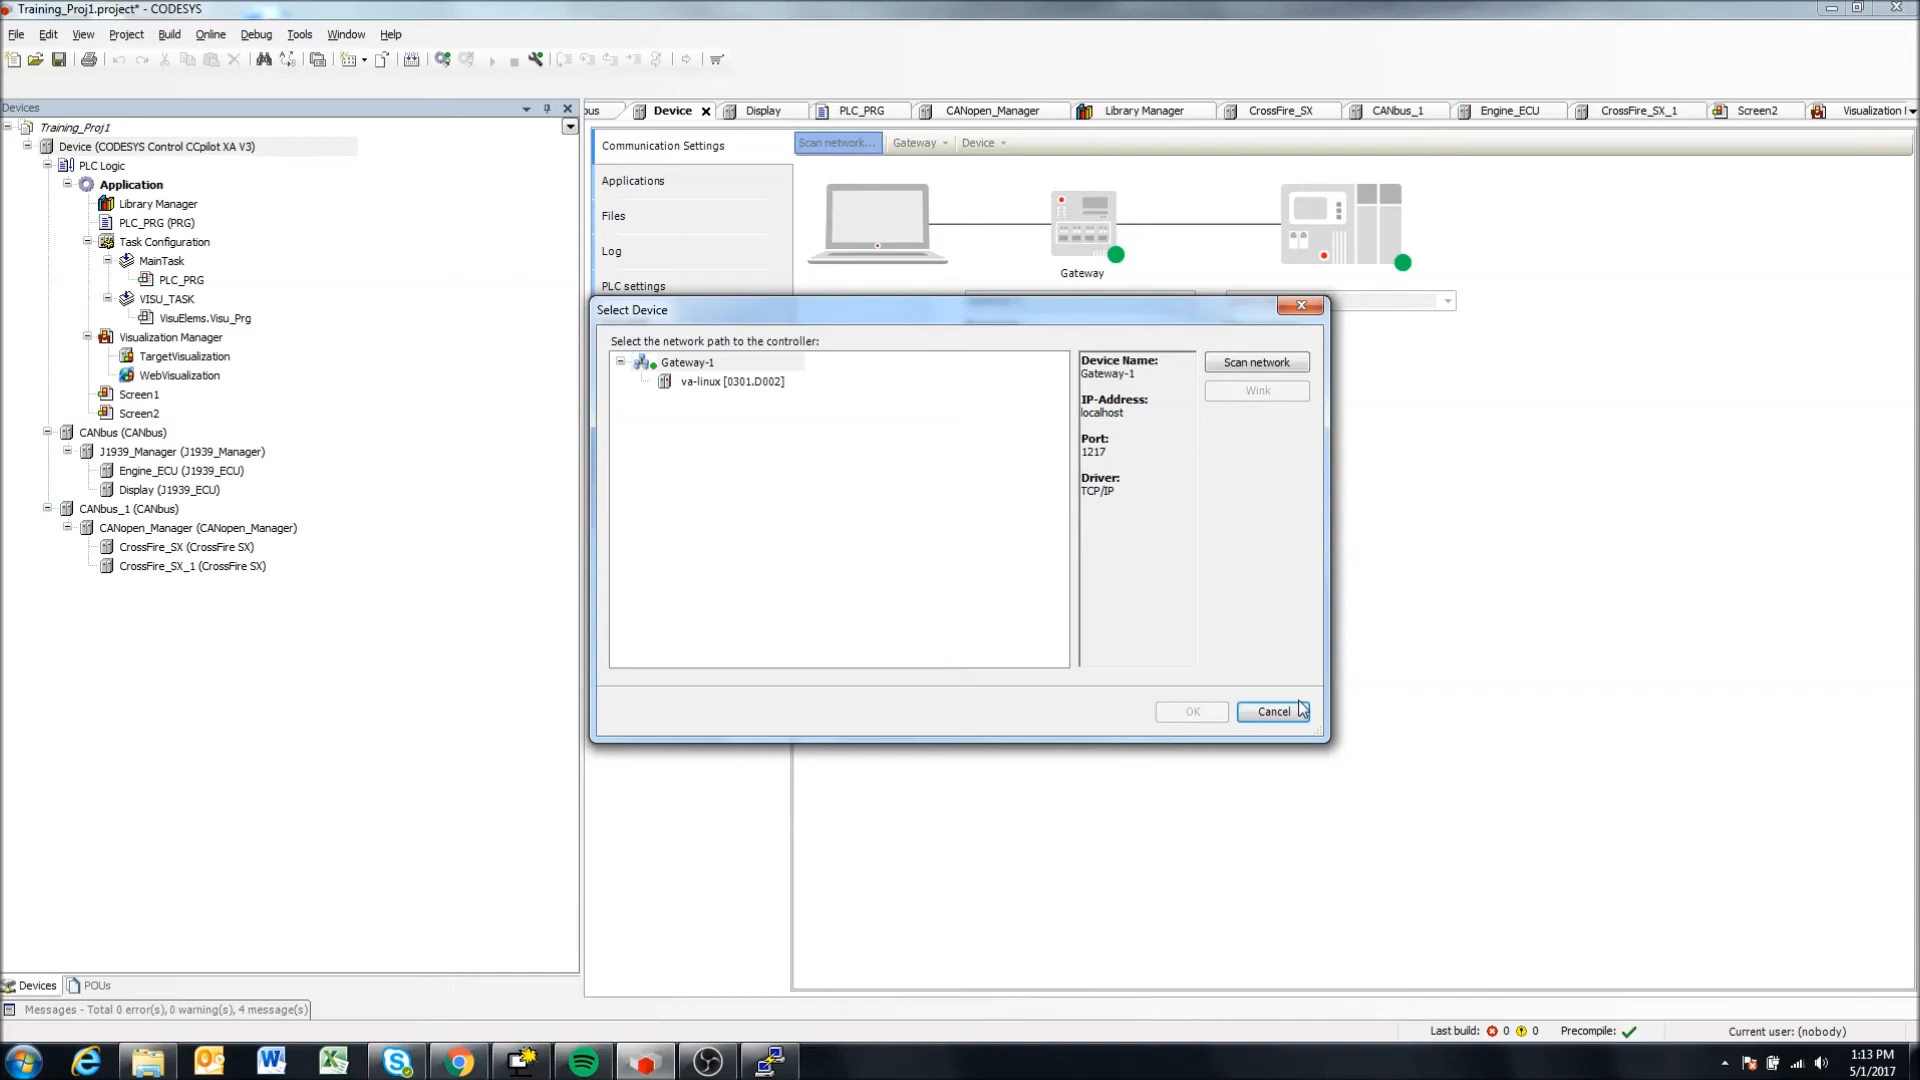 Training_Proj1.project* - CODESYS
File Edit View Project Build Online Debug Tools Window Help
Devices
Training_Proj1
Device (CODESYS Control CCpilot XA V3)
PLC Logic
Application
Library Manager
PLC_PRG (PRG)
Task Configuration
MainTask
PLC_PRG
VISU_TASK
VisuElems.Visu_Prg
Visualization Manager
TargetVisualization
WebVisualization
Screen1
Screen2
CANbus (CANbus)
J1939_Manager (J1939_Manager)
Engine_ECU (J1939_ECU)
Display (J1939_ECU)
CANbus_1 (CANbus)
CANopen_Manager (CANopen_Manager)
CrossFire_SX (CrossFire SX)
CrossFire_SX_1 (CrossFire SX)
Devices POUs
bus Device Display PLC_PRG CANopen_Manager Library Manager CrossFire_SX CANbus_1 Engine_ECU CrossFire_SX_1 Screen2 Visualization
Communication Settings
Applications
Files
Log
PLC settings
Scan network... Gateway Device
Gateway
Select Device
Select the network path to the controller:
Gateway-1
va-linux [0301.D002]
Device Name:
Gateway-1
IP-Address:
localhost
Port:
1217
Driver:
TCP/IP
Scan network
Wink
OK Cancel
Messages - Total 0 error(s), 0 warning(s), 4 message(s)
Last build: 0 0 Precompile: Current user: (nobody)
1:13 PM
5/1/2017